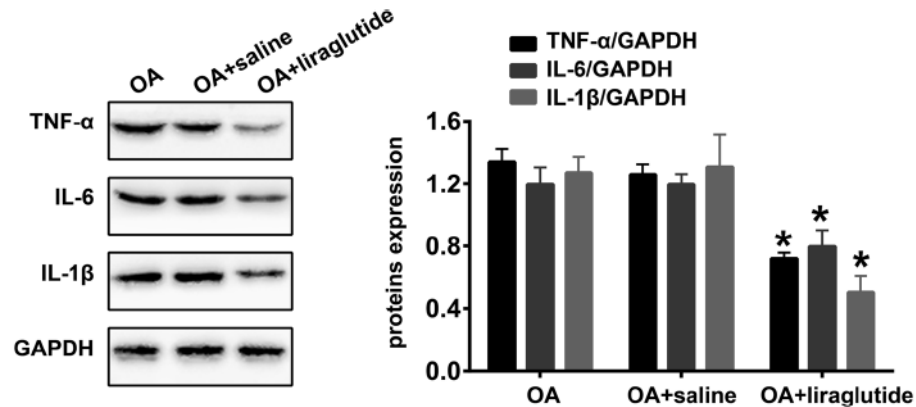 OA
OA+saline
OA+liraglutide
TNF-α
IL-6
IL-1β
GAPDH
TNF-α/GAPDH
IL-6/GAPDH
IL-1β/GAPDH
proteins expression
1.6
1.2
0.8
0.4
0.0
* * *
OA OA+saline OA+liraglutide